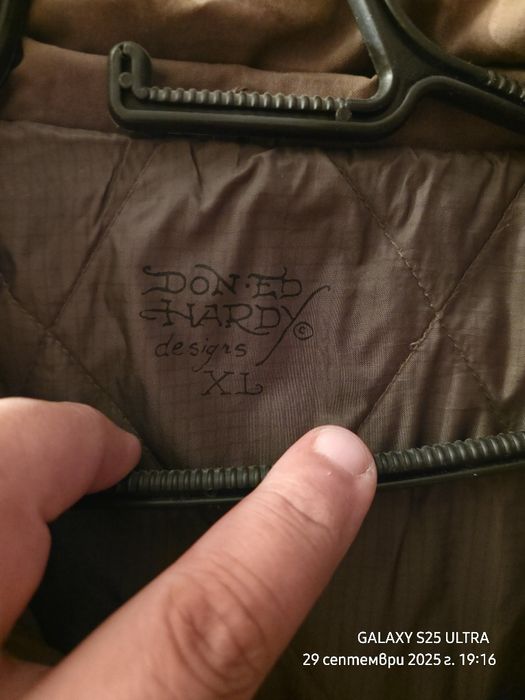 DON·ED
HARDY©
designs
XL
GALAXY S25 ULTRA
29 септември 2025 г. 19:16